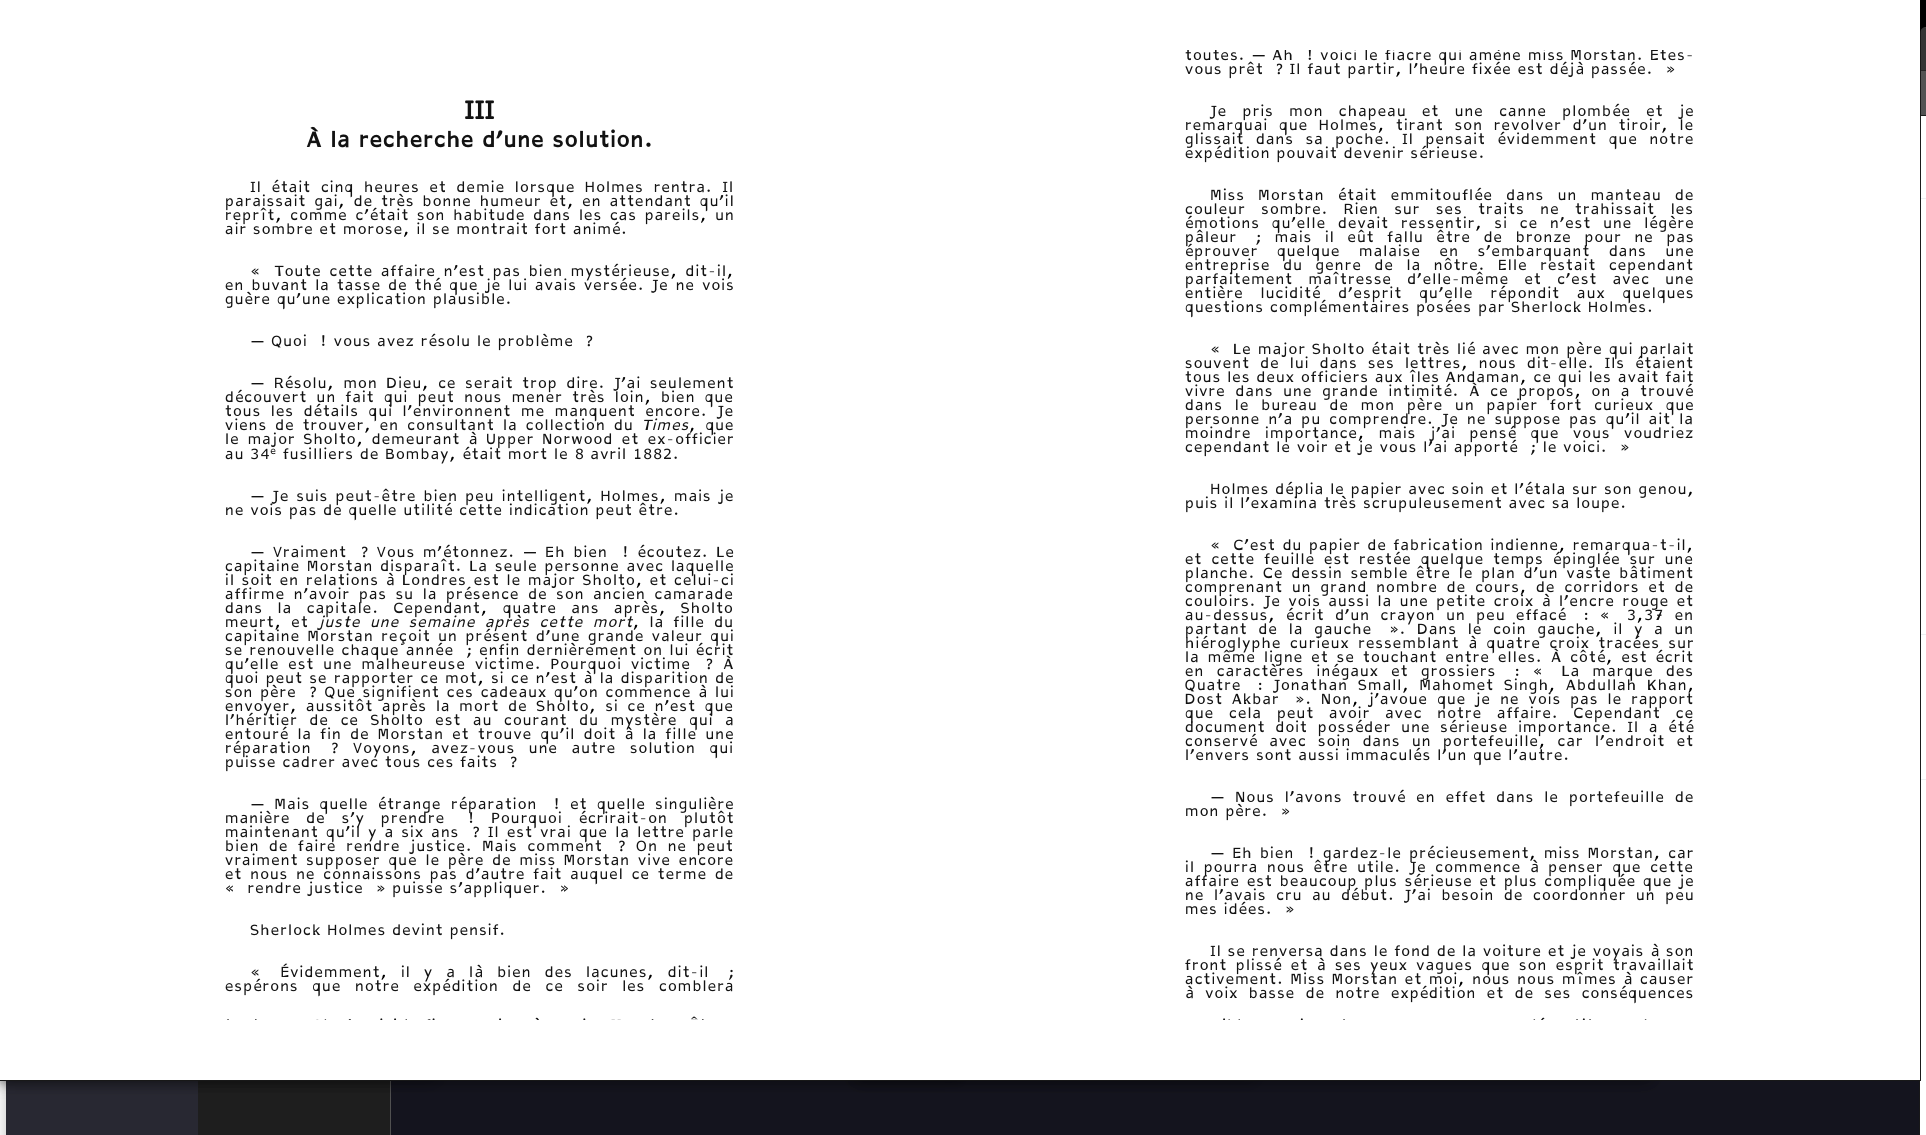 III
À la recherche d’une solution.
Il était cinq heures et demie lorsque Holmes rentra. Il
paraissait gai, de très bonne humeur et, en attendant qu’il
reprît, comme c’était son habitude dans les cas pareils, un
air sombre et morose, il se montrait fort animé.
«  Toute cette affaire n’est pas bien mystérieuse, dit-il,
en buvant la tasse de thé que je lui avais versée. Je ne vois
guère qu’une explication plausible.
— Quoi  ! vous avez résolu le problème  ?
— Résolu, mon Dieu, ce serait trop dire. J’ai seulement
découvert un fait qui peut nous mener très loin, bien que
tous les détails qui l’environnent me manquent encore. Je
viens de trouver, en consultant la collection du Times, que
le major Sholto, demeurant à Upper Norwood et ex-officier
au 34e fusilliers de Bombay, était mort le 8 avril 1882.
— Je suis peut-être bien peu intelligent, Holmes, mais je
ne vois pas de quelle utilité cette indication peut être.
— Vraiment  ? Vous m’étonnez. — Eh bien  ! écoutez. Le
capitaine Morstan disparaît. La seule personne avec laquelle
il soit en relations à Londres est le major Sholto, et celui-ci
affirme n’avoir pas su la présence de son ancien camarade
dans la capitale. Cependant, quatre ans après, Sholto
meurt, et juste une semaine après cette mort, la fille du
capitaine Morstan reçoit un présent d’une grande valeur qui
se renouvelle chaque année  ; enfin dernièrement on lui écrit
qu’elle est une malheureuse victime. Pourquoi victime  ? À
quoi peut se rapporter ce mot, si ce n’est à la disparition de
son père  ? Que signifient ces cadeaux qu’on commence à lui
envoyer, aussitôt après la mort de Sholto, si ce n’est que
l’héritier de ce Sholto est au courant du mystère qui a
entouré la fin de Morstan et trouve qu’il doit à la fille une
réparation  ? Voyons, avez-vous une autre solution qui
puisse cadrer avec tous ces faits  ?
— Mais quelle étrange réparation  ! et quelle singulière
manière de s’y prendre  ! Pourquoi écrirait-on plutôt
maintenant qu’il y a six ans  ? Il est vrai que la lettre parle
bien de faire rendre justice. Mais comment  ? On ne peut
vraiment supposer que le père de miss Morstan vive encore
et nous ne connaissons pas d’autre fait auquel ce terme de
«  rendre justice  » puisse s’appliquer.  »
Sherlock Holmes devint pensif.
«  Évidemment, il y a là bien des lacunes, dit-il  ;
espérons que notre expédition de ce soir les comblera
toutes. — Ah  ! voici le fiacre qui amène miss Morstan. Etes-
vous prêt  ? Il faut partir, l’heure fixée est déjà passée.  »
Je pris mon chapeau et une canne plombée et je
remarquai que Holmes, tirant son revolver d’un tiroir, le
glissait dans sa poche. Il pensait évidemment que notre
expédition pouvait devenir sérieuse.
Miss Morstan était emmitouflée dans un manteau de
couleur sombre. Rien sur ses traits ne trahissait les
émotions qu’elle devait ressentir, si ce n’est une légère
pâleur  ; mais il eût fallu être de bronze pour ne pas
éprouver quelque malaise en s’embarquant dans une
entreprise du genre de la nôtre. Elle restait cependant
parfaitement maîtresse d’elle-même et c’est avec une
entière lucidité d’esprit qu’elle répondit aux quelques
questions complémentaires posées par Sherlock Holmes.
«  Le major Sholto était très lié avec mon père qui parlait
souvent de lui dans ses lettres, nous dit-elle. Ils étaient
tous les deux officiers aux îles Andaman, ce qui les avait fait
vivre dans une grande intimité. À ce propos, on a trouvé
dans le bureau de mon père un papier fort curieux que
personne n’a pu comprendre. Je ne suppose pas qu’il ait la
moindre importance, mais j’ai pensé que vous voudriez
cependant le voir et je vous l’ai apporté  ; le voici.  »
Holmes déplia le papier avec soin et l’étala sur son genou,
puis il l’examina très scrupuleusement avec sa loupe.
«  C’est du papier de fabrication indienne, remarqua-t-il,
et cette feuille est restée quelque temps épinglée sur une
planche. Ce dessin semble être le plan d’un vaste bâtiment
comprenant un grand nombre de cours, de corridors et de
couloirs. Je vois aussi la une petite croix à l’encre rouge et
au-dessus, écrit d’un crayon un peu effacé  : «  3,37 en
partant de la gauche  ». Dans le coin gauche, il y a un
hiéroglyphe curieux ressemblant à quatre croix tracées sur
la même ligne et se touchant entre elles. À côté, est écrit
en caractères inégaux et grossiers  : «  La marque des
Quatre  : Jonathan Small, Mahomet Singh, Abdullah Khan,
Dost Akbar  ». Non, j’avoue que je ne vois pas le rapport
que cela peut avoir avec notre affaire. Cependant ce
document doit posséder une sérieuse importance. Il a été
conservé avec soin dans un portefeuille, car l’endroit et
l’envers sont aussi immaculés l’un que l’autre.
— Nous l’avons trouvé en effet dans le portefeuille de
mon père.  »
— Eh bien  ! gardez-le précieusement, miss Morstan, car
il pourra nous être utile. Je commence à penser que cette
affaire est beaucoup plus sérieuse et plus compliquée que je
ne l’avais cru au début. J’ai besoin de coordonner un peu
mes idées.  »
Il se renversa dans le fond de la voiture et je voyais à son
front plissé et à ses yeux vagues que son esprit travaillait
activement. Miss Morstan et moi, nous nous mîmes à causer
à voix basse de notre expédition et de ses conséquences